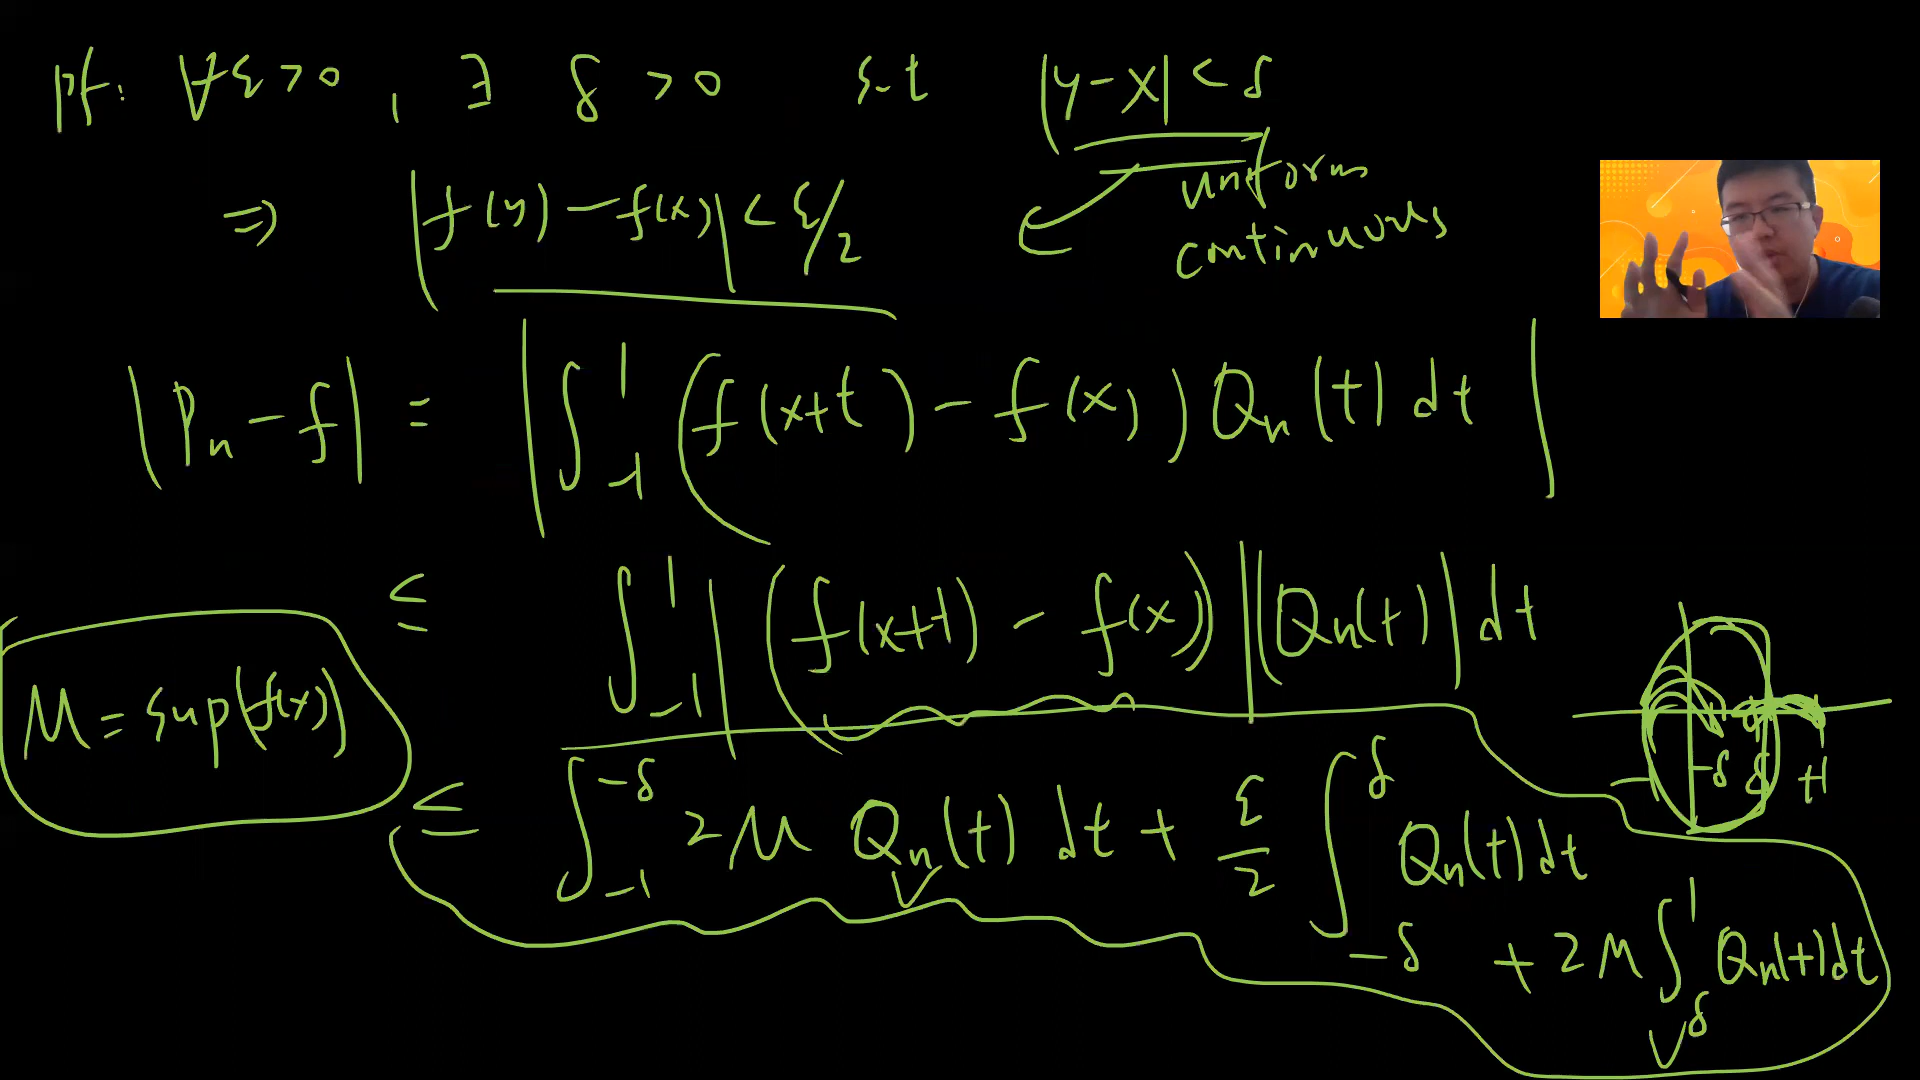 pf: ∀ε > 0, ∃ δ > 0 s.t |y-x| < δ
⇒ |f(y) - f(x)| < ε/2
uniform
continuous
|Pn - f| = |∫_{-1}^{1} (f(x+t) - f(x)) Qn(t) dt|
≤ ∫_{-1}^{1} |(f(x+t) - f(x))| |Qn(t)| dt
M = sup|f(x)|
≤ ∫_{-1}^{-δ} 2M Qn(t) dt + ε/2 ∫_{-δ}^{δ} Qn(t) dt
+ 2M ∫_{δ}^{1} Qn(t) dt
-δ δ +1